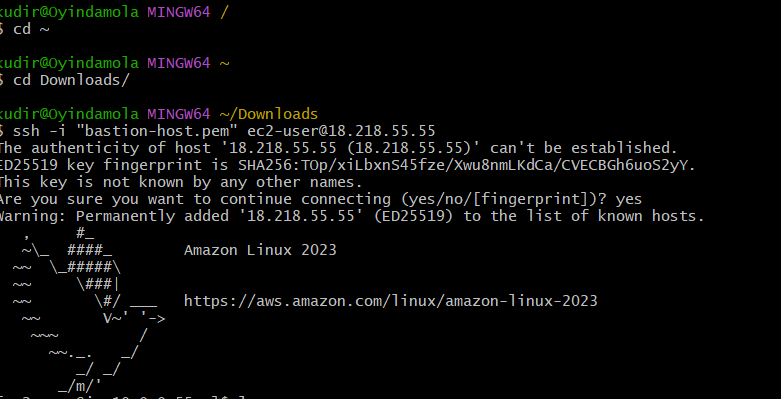 kudir@Oyindamola MINGW64 /
$ cd ~
kudir@Oyindamola MINGW64 ~
$ cd Downloads/
kudir@Oyindamola MINGW64 ~/Downloads
$ ssh -i "bastion-host.pem" ec2-user@18.218.55.55
The authenticity of host '18.218.55.55 (18.218.55.55)' can't be established.
ED25519 key fingerprint is SHA256:TOp/xiLbxnS45fze/Xwu8nmLKdCa/CVECBGh6uoS2yY.
This key is not known by any other names.
Are you sure you want to continue connecting (yes/no/[fingerprint])? yes
Warning: Permanently added '18.218.55.55' (ED25519) to the list of known hosts.
   ,     #_
   ~\_  ####_        Amazon Linux 2023
  ~~  \_#####\
  ~~     \###|
  ~~       \#/ ___   https://aws.amazon.com/linux/amazon-linux-2023
   ~~       V~' '->
    ~~~         /
      ~~._.   _/
         _/ _/
       _/m/'